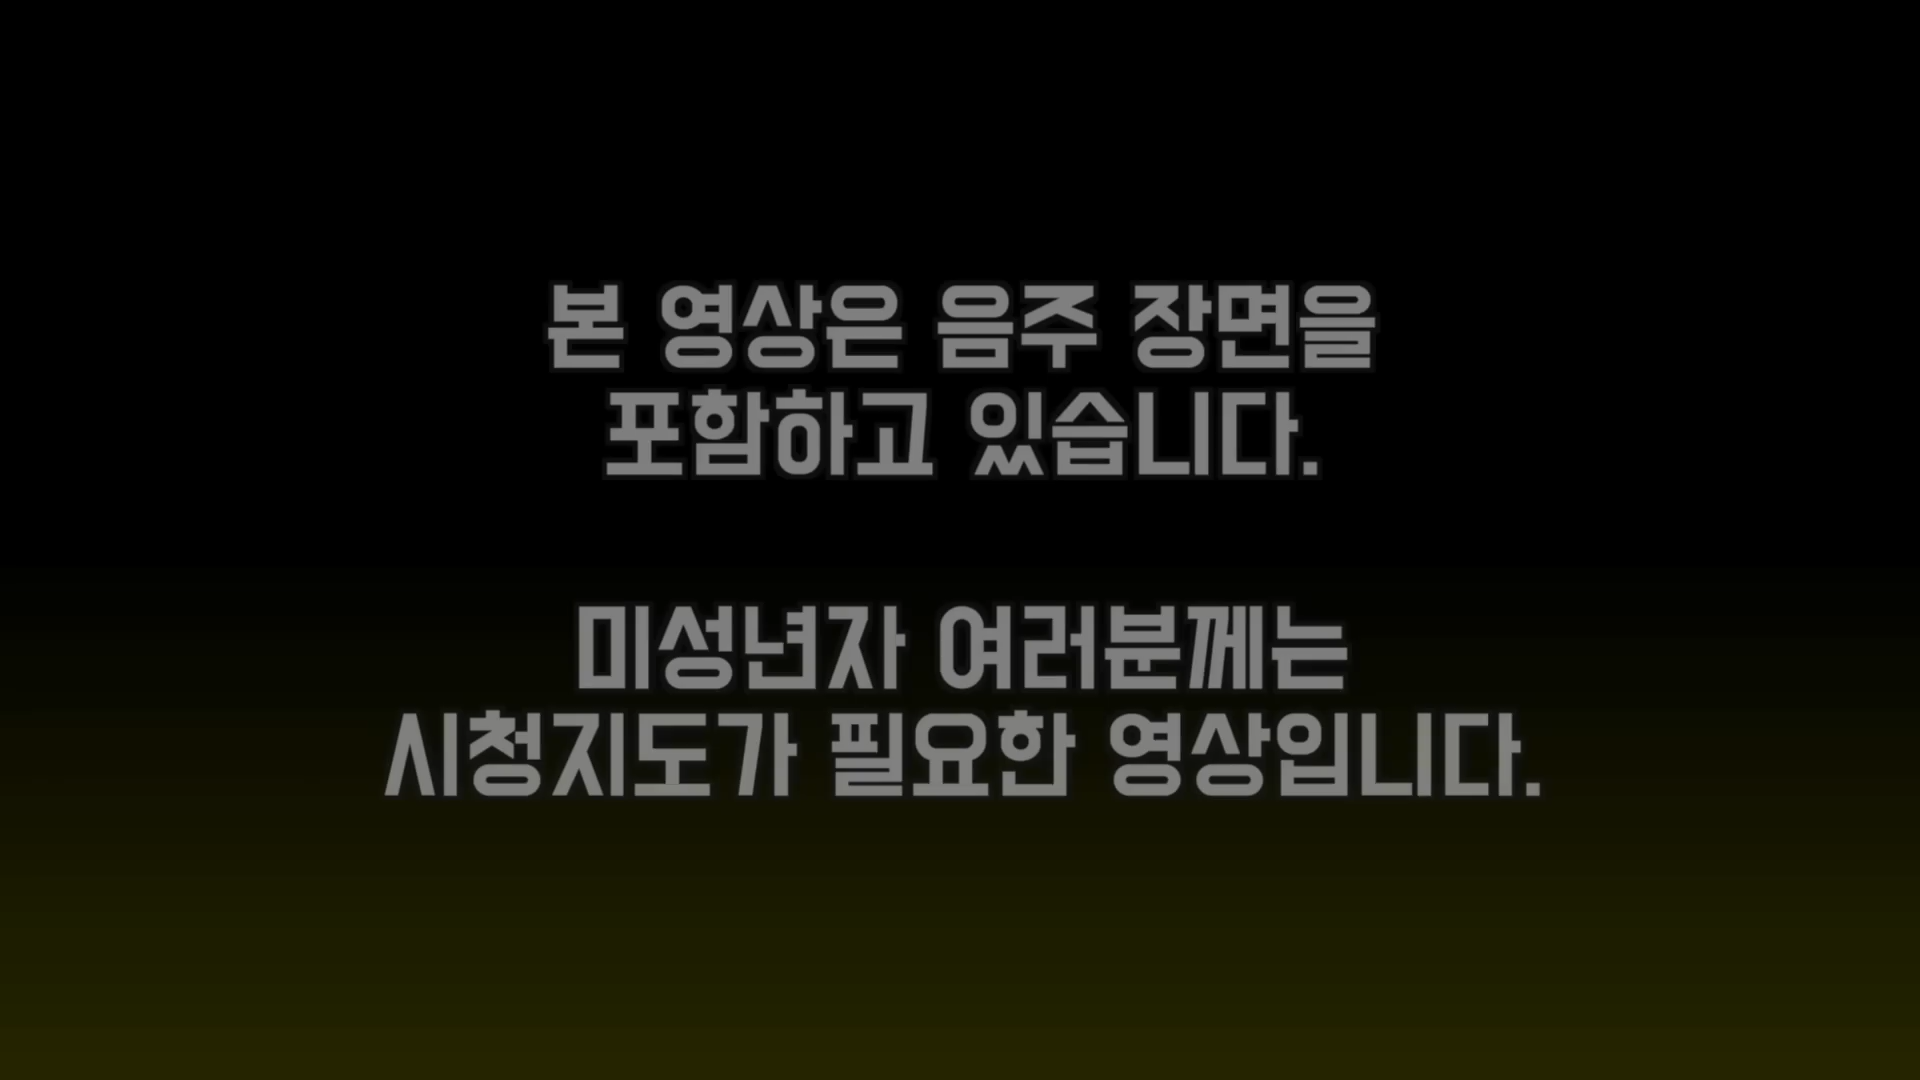 본 영상은 음주 장면을
포함하고 있습니다.
미성년자 여러분께는
시청지도가 필요한 영상입니다.